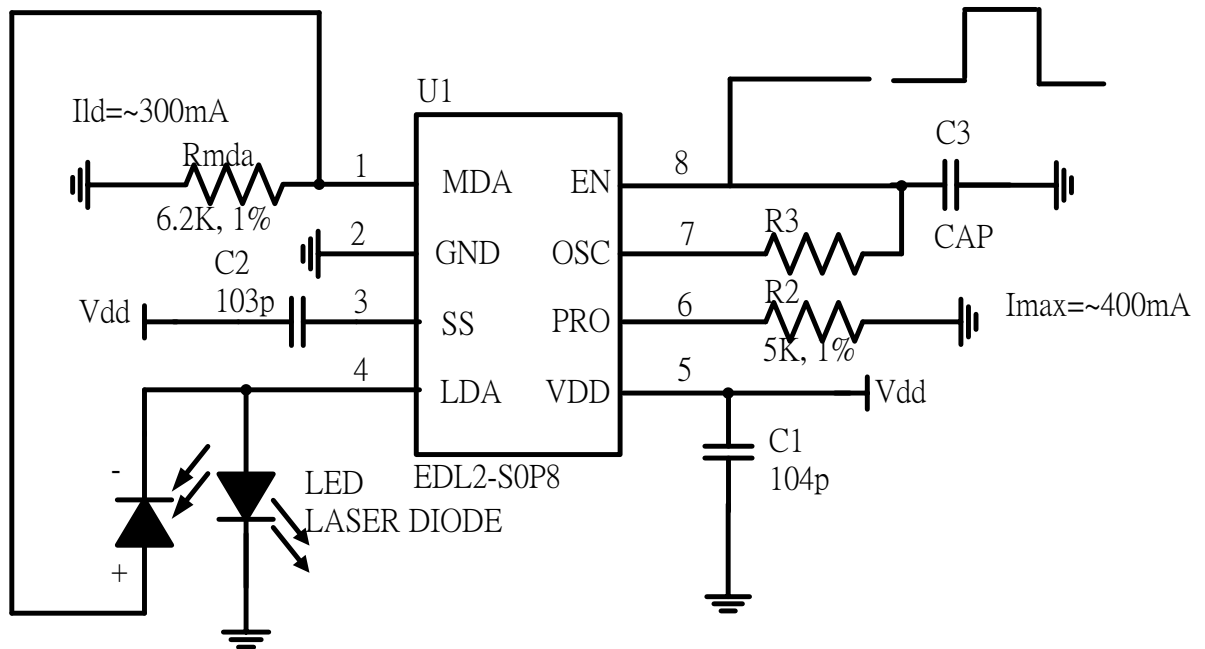 U1
Ild=~300mA
Rmda
6.2K, 1%
1
MDA
EN
8
C3
CAP
2
GND
OSC
7
R3
C2
103p
Vdd
3
SS
PRO
6
R2
5K, 1%
Imax=~400mA
4
LDA
VDD
5
Vdd
C1
104p
EDL2-S0P8
-
+
LED
LASER DIODE